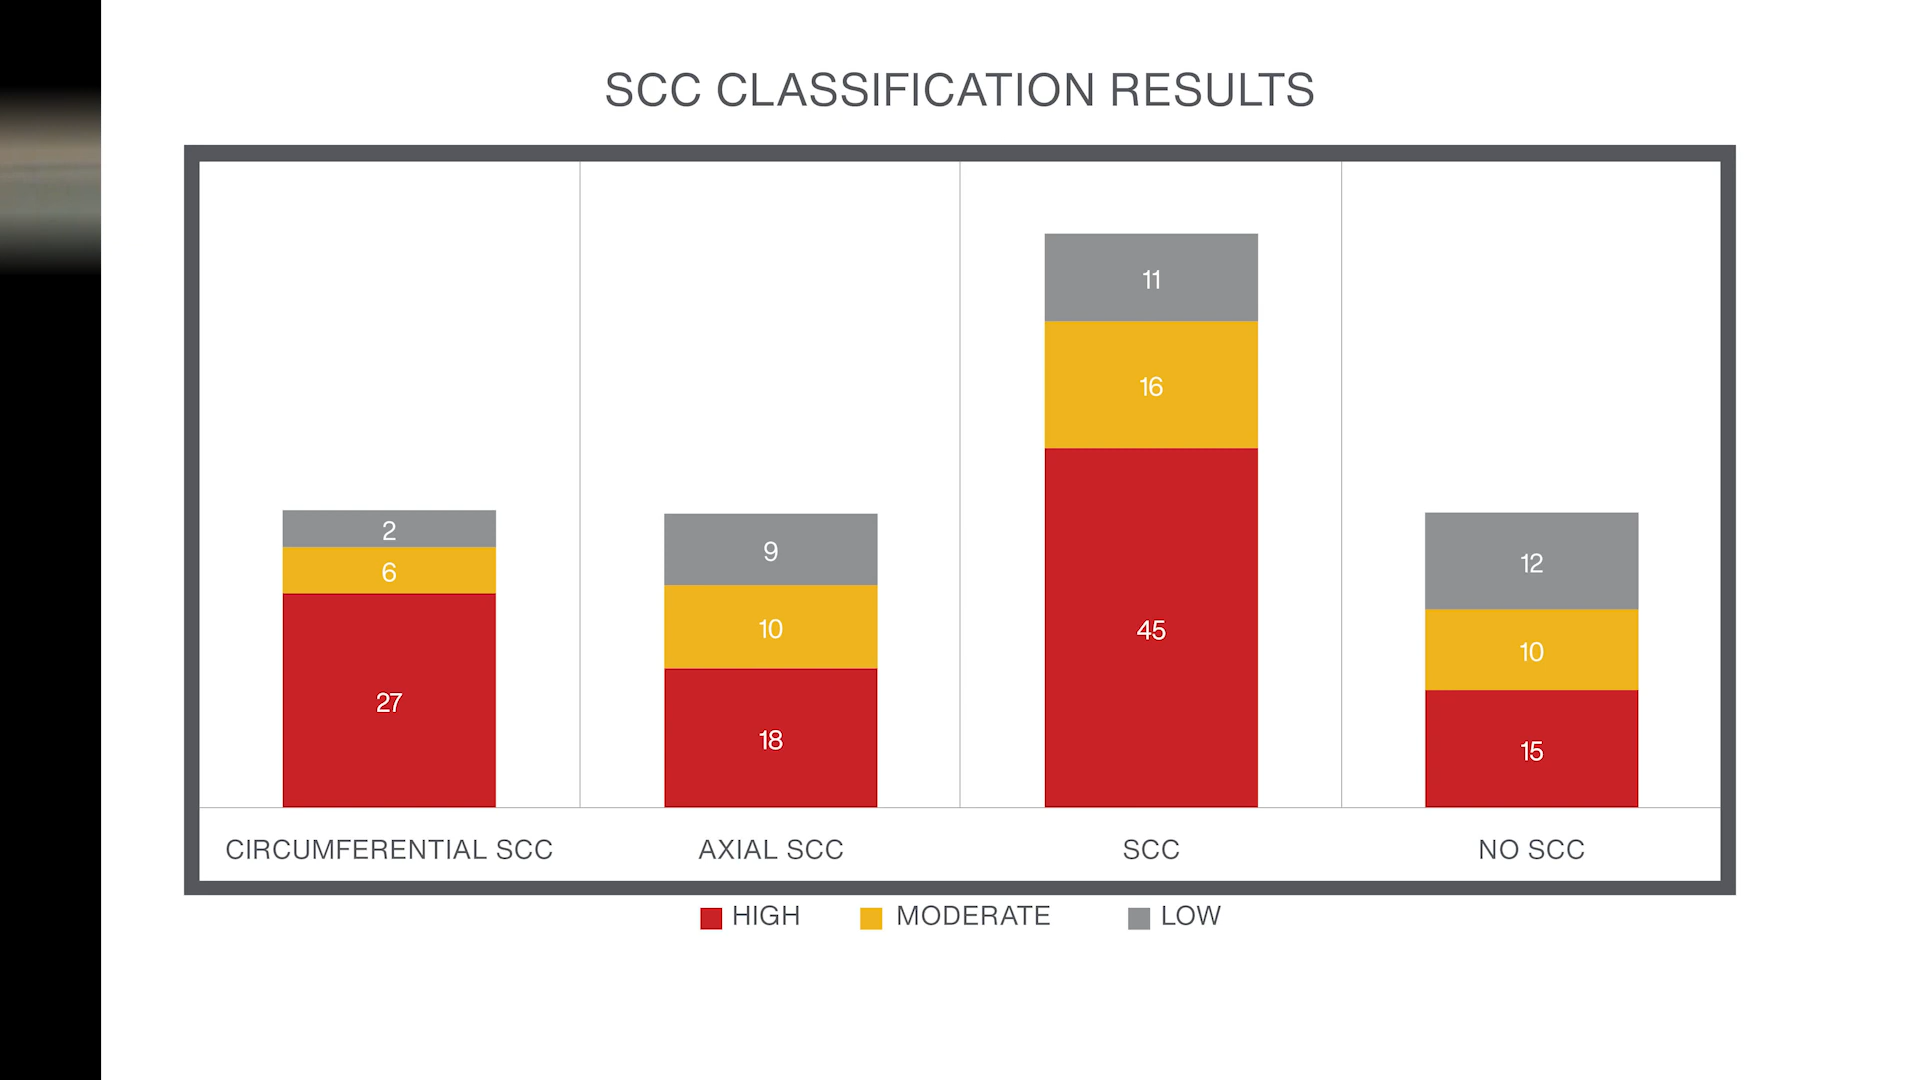 SCC CLASSIFICATION RESULTS
11
16
45
2
6
27
9
10
18
12
10
15
CIRCUMFERENTIAL SCC
AXIAL SCC
SCC
NO SCC
HIGH
MODERATE
LOW